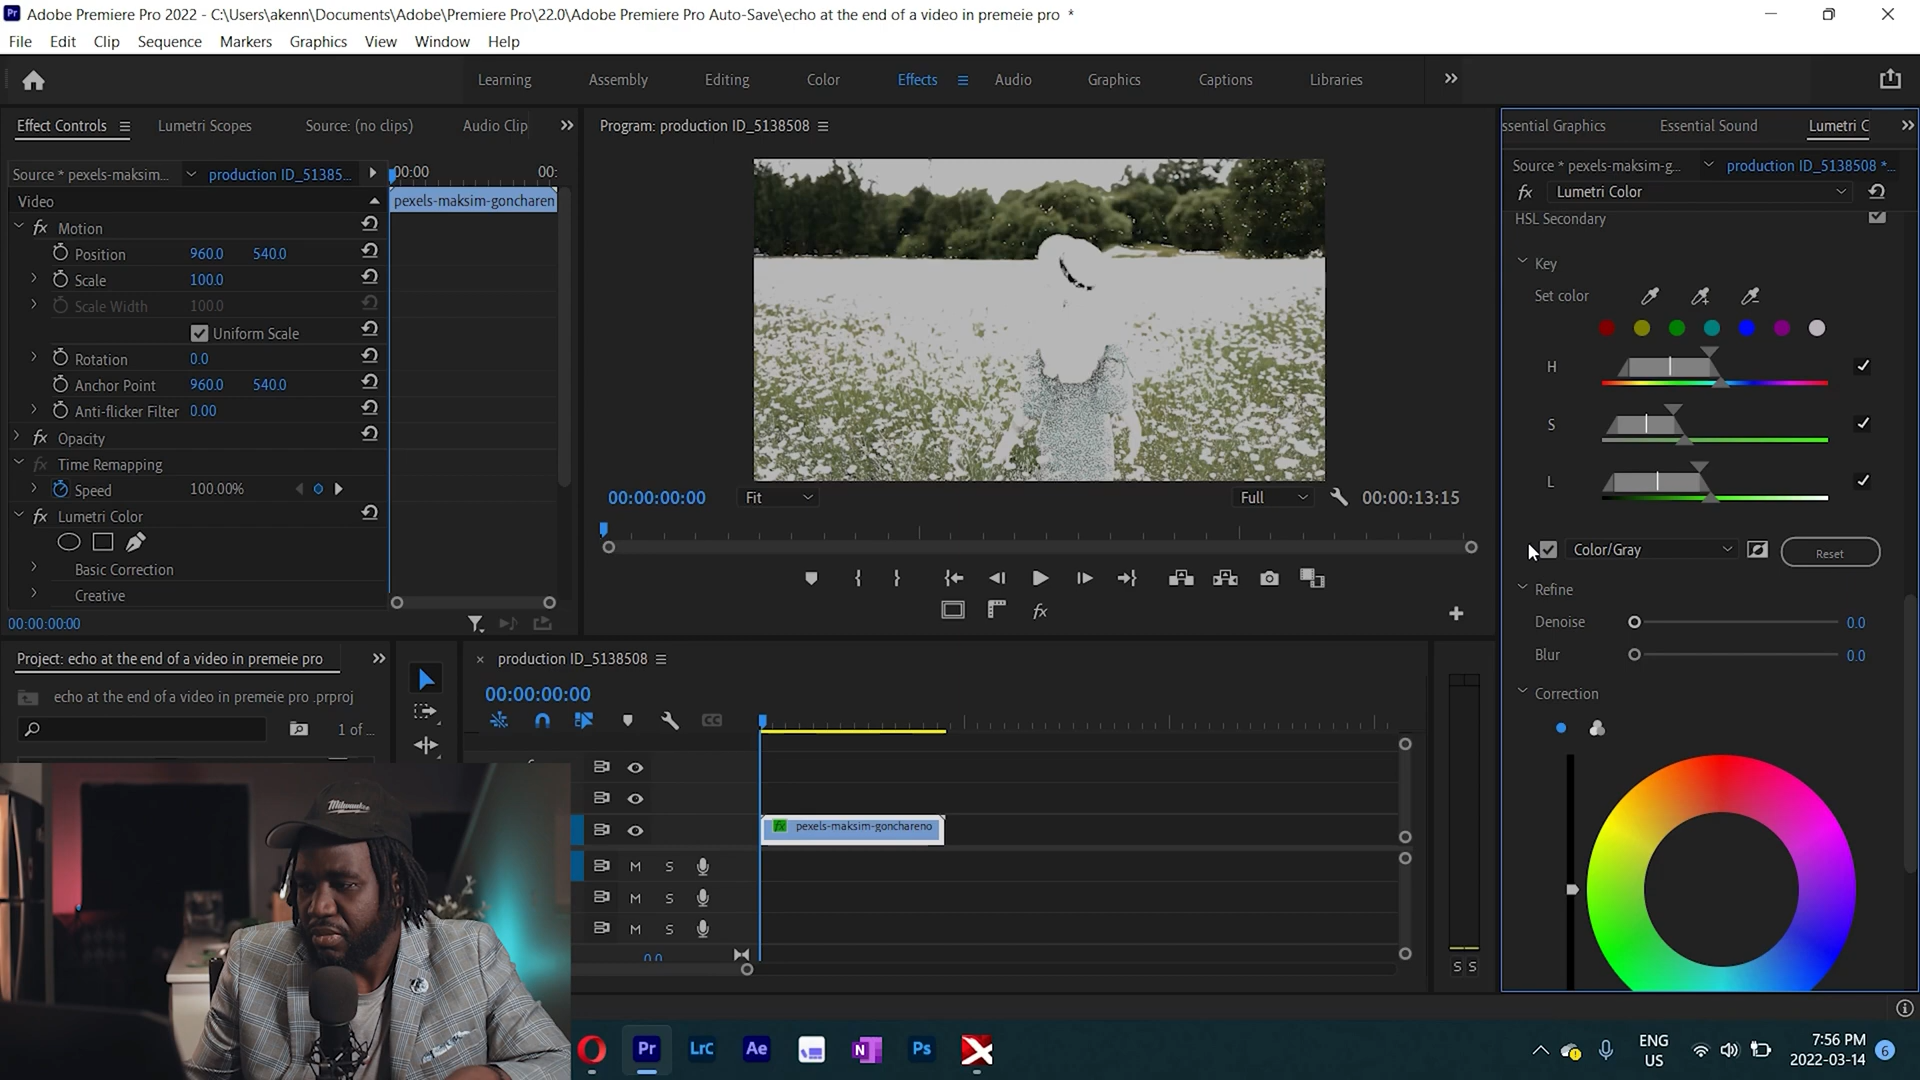 Adobe Premiere Pro 2022 - C:\Users\akenn\Documents\Adobe\Premiere Pro\22.0\Adobe Premiere Pro Auto-Save\echo at the end of a video in premeie pro *
File Edit Clip Sequence Markers Graphics View Window Help
Learning Assembly Editing Color Effects Audio Graphics Captions Libraries
Effect Controls Lumetri Scopes Source: (no clips) Audio Clip
Program: production ID_5138508
ssential Graphics Essential Sound Lumetri C
Source * pexels-maksim... production ID_51385... 00:00 00:
Source * pexels-maksim-g... production ID_5138508 *...
fx Lumetri Color
Video pexels-maksim-goncharen
HSL Secondary
fx Motion
Position 960.0 540.0
Scale 100.0
Scale Width 100.0
Uniform Scale
Rotation 0.0
Anchor Point 960.0 540.0
Anti-flicker Filter 0.00
fx Opacity
fx Time Remapping
Speed 100.00%
fx Lumetri Color
Basic Correction
Creative
00:00:00:00
Key
Set color
H
S
L
Color/Gray Reset
Refine
Denoise 0.0
Blur 0.0
Correction
00:00:00:00 Fit Full 00:00:13:15
fx
Project: echo at the end of a video in premeie pro
echo at the end of a video in premeie pro .prproj
1 of ...
× production ID_5138508
00:00:00:00
CC
fx pexels-maksim-gonchareno
M S
M S
M S
0.0
S S
Milwaukee
Pr LrC Ae N Ps
ENG
US
7:56 PM
2022-03-14
6